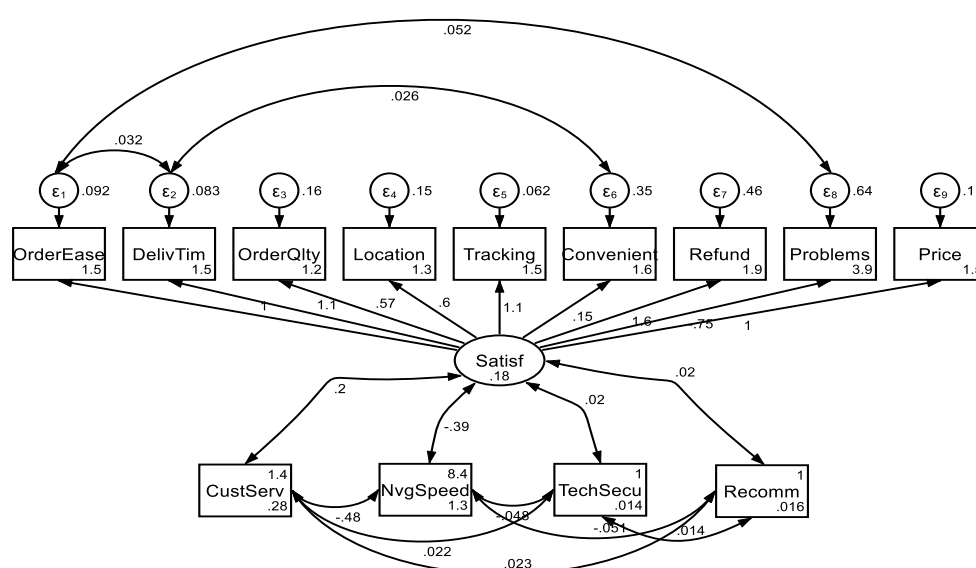 .052
.026
.032
ε1 .092 ε2 .083 ε3 .16 ε4 .15 ε5 .062 ε6 .35 ε7 .46 ε8 .64 ε9
OrderEase DelivTim OrderQlty Location Tracking Convenient Refund Problems Price
1.5 1.5 1.2 1.3 1.5 1.6 1.9 3.9
1 1.1 .57 .6 1.1 .15 1.6 -.75 1
Satisf
.18
.2 -.39 .02 .02
1.4 8.4 1 1
CustServ NvgSpeed TechSecu Recomm
.28 1.3 .014 .016
-.48 -.048 -.051 .014
.022
.023